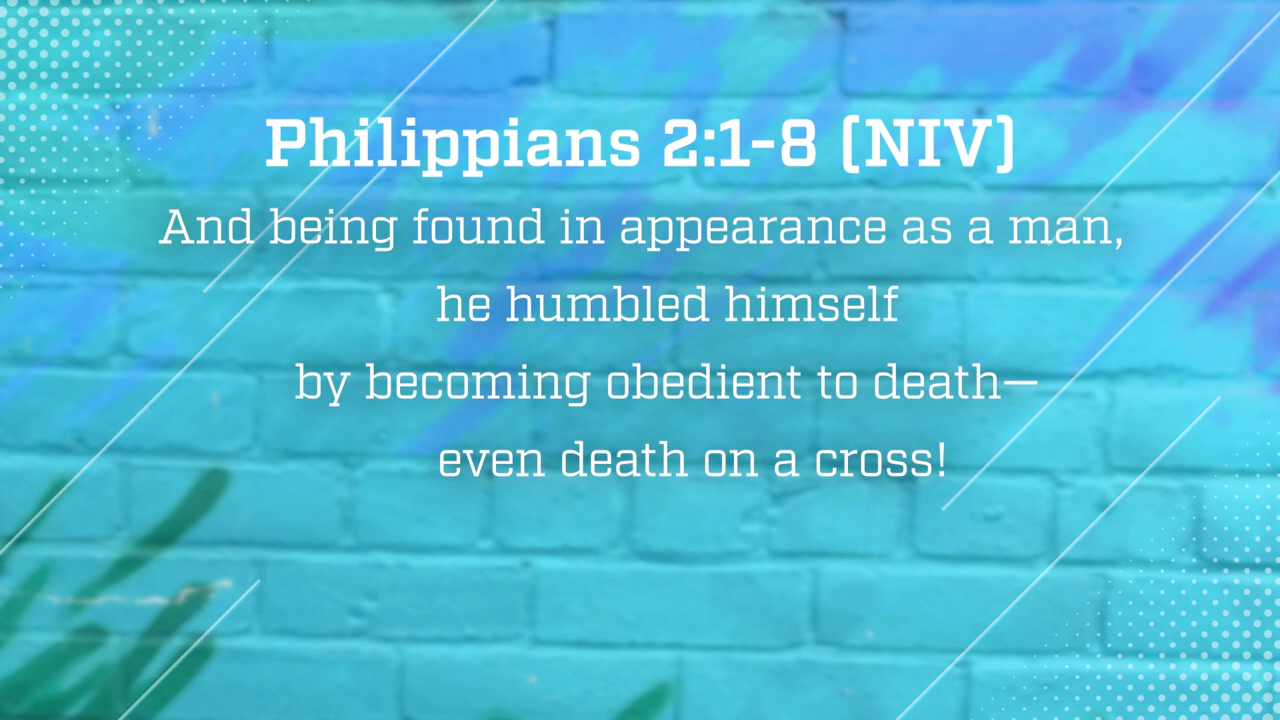 Philippians 2:1-8 (NIV)
And being found in appearance as a man,
he humbled himself
by becoming obedient to death—
even death on a cross!